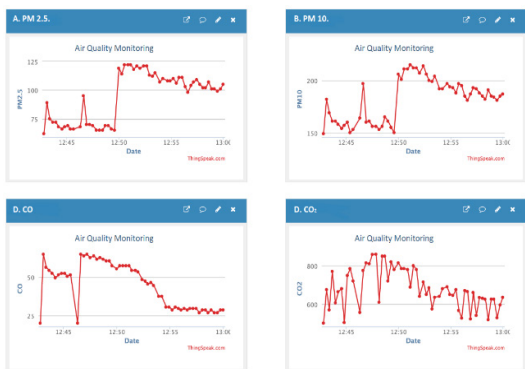 A. PM 2.5.
Air Quality Monitoring
125
100
75
PM2.5
12:45
12:50
12:55
13:00
Date
ThingSpeak.com
B. PM 10.
Air Quality Monitoring
200
150
PM10
12:45
12:50
12:55
13:00
Date
ThingSpeak.com
D. CO
Air Quality Monitoring
50
25
CO
12:45
12:50
12:55
13:00
Date
ThingSpeak.com
D. CO₂
Air Quality Monitoring
800
600
CO2
12:45
12:50
12:55
13:00
Date
ThingSpeak.com